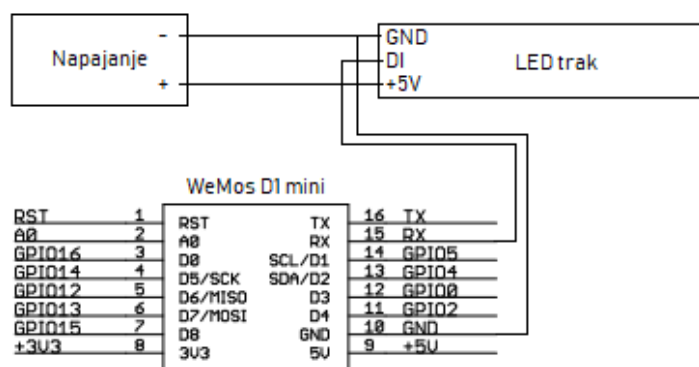 Napajanje
-
+
GND
DI
+5V
LED trak
WeMos D1 mini
RST 1 RST TX 16 TX
A0 2 A0 RX 15 RX
GPIO16 3 D0 SCL/D1 14 GPIO5
GPIO14 4 D5/SCK SDA/D2 13 GPIO4
GPIO12 5 D6/MISO D3 12 GPIO0
GPIO13 6 D7/MOSI D4 11 GPIO2
GPIO15 7 D8 GND 10 GND
+3V3 8 3V3 5V 9 +5V